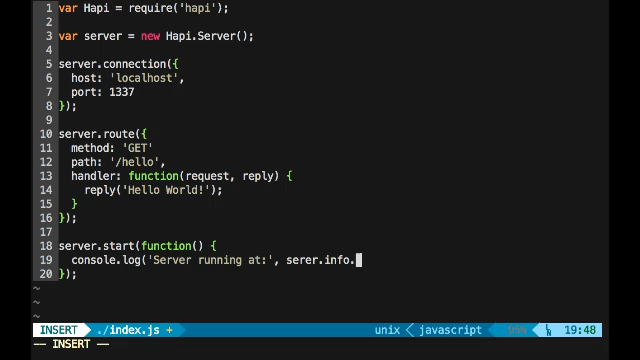 1 var Hapi = require('hapi');
2
3 var server = new Hapi.Server();
4
5 server.connection({
6 host: 'localhost',
7 port: 1337
8 });
9
10 server.route({
11 method: 'GET'
12 path: '/hello',
13 handler: function(request, reply) {
14 reply('Hello World!');
15 }
16 });
17
18 server.start(function() {
19 console.log('Server running at:', serer.info.
20 });
~
~
~
INSERT ./index.js + unix javascript 95% LN 19:48
-- INSERT --